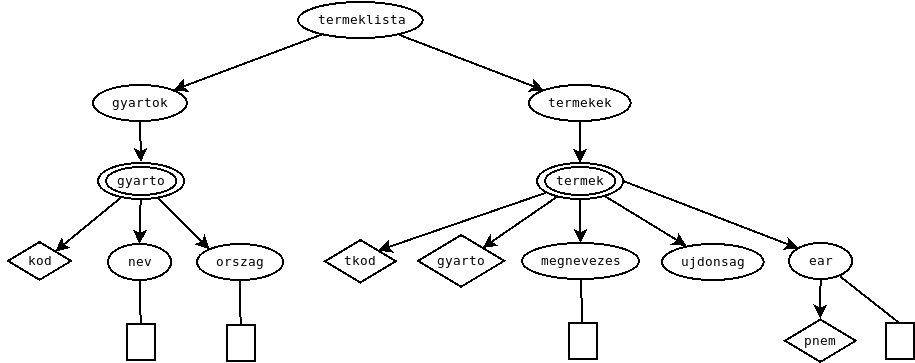 termeklista
gyartok
termekek
gyarto
termek
kod
nev
orszag
tkod
gyarto
megnevezes
ujdonsag
ear
pnem